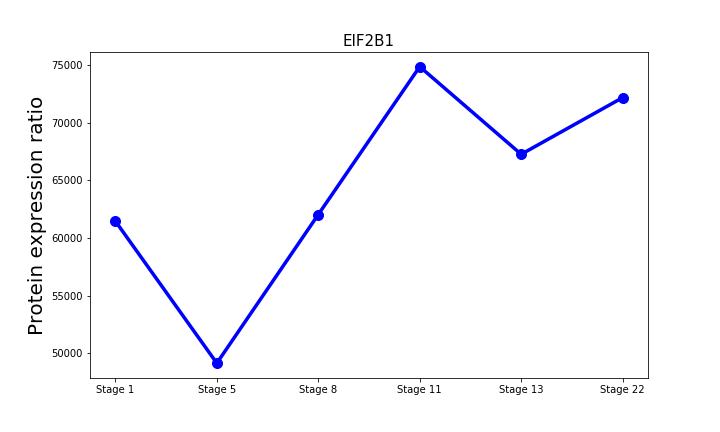 EIF2B1
Protein expression ratio
75000
70000
65000
60000
55000
50000
Stage 1
Stage 5
Stage 8
Stage 11
Stage 13
Stage 22